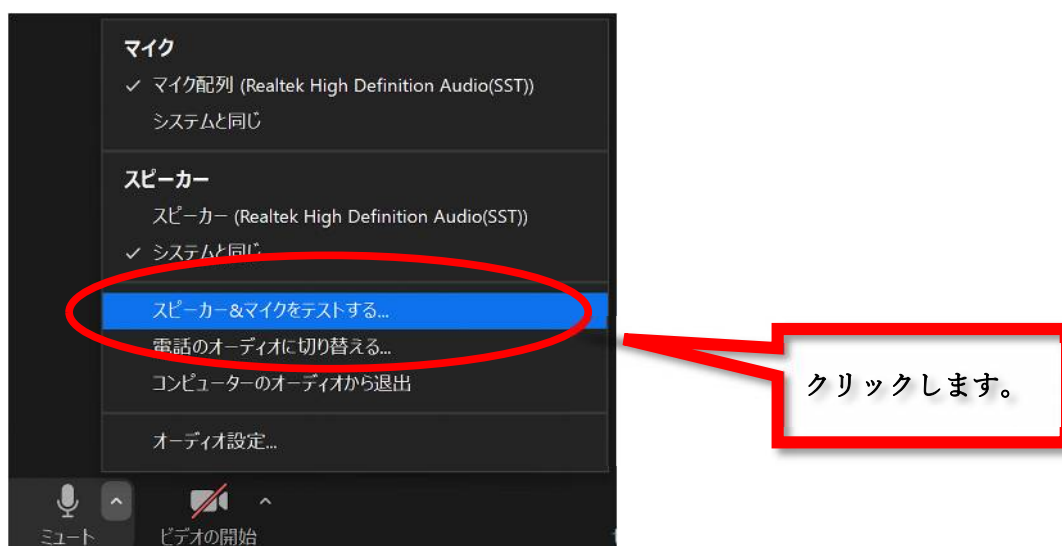 マイク
✓ マイク配列 (Realtek High Definition Audio(SST))
システムと同じ
スピーカー
スピーカー (Realtek High Definition Audio(SST))
✓ システムと同じ
スピーカー&マイクをテストする...
電話のオーディオに切り替える...
コンピューターのオーディオから退出
オーディオ設定...
クリックします。
ミュート
ビデオの開始